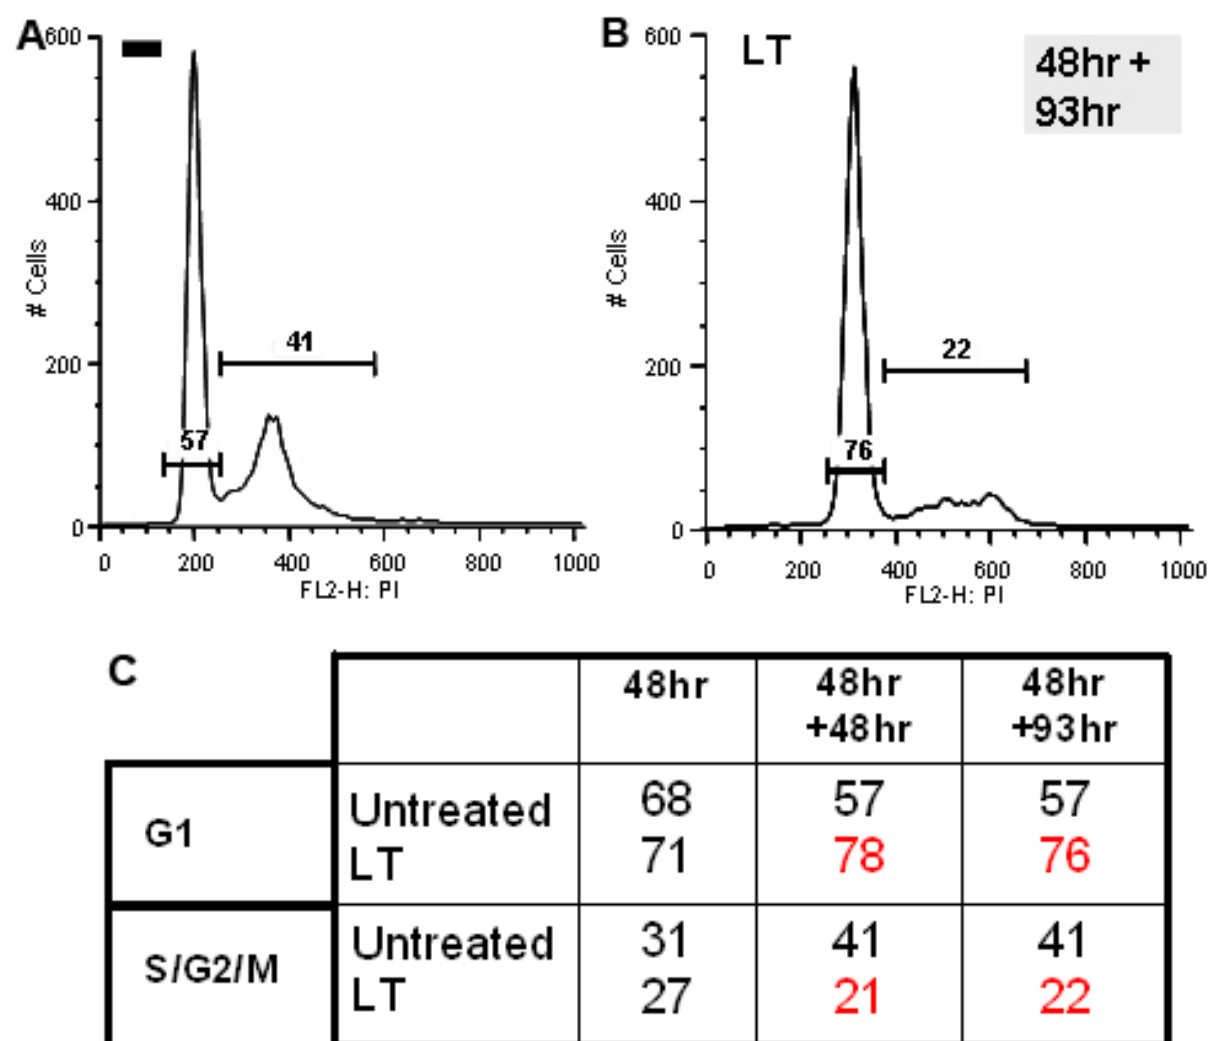 A
600
400
200
0
# Cells
57
41
0 200 400 600 800 1000
FL2-H: PI
B
LT
48hr +
93hr
600
400
200
0
# Cells
76
22
0 200 400 600 800 1000
FL2-H: PI
C
48hr 48hr 48hr
+48hr +93hr
G1
Untreated 68 57 57
LT 71 78 76
S/G2/M
Untreated 31 41 41
LT 27 21 22